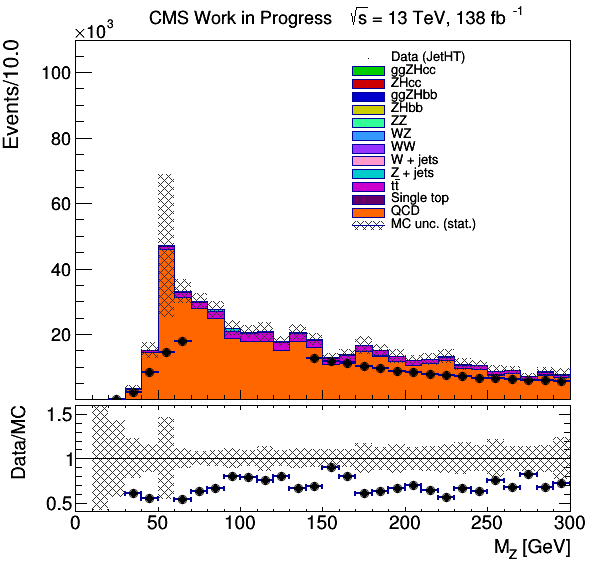 CMS Work in Progress √s = 13 TeV, 138 fb⁻¹
×10³
Events/10.0
100
80
60
40
20
Data (JetHT)
ggZHcc
ZHcc
ggZHbb
ZHbb
ZZ
WZ
WW
W + jets
Z + jets
tt̄
Single top
QCD
MC unc. (stat.)
Data/MC
1.5
1
0.5
0 50 100 150 200 250 300
M_Z [GeV]